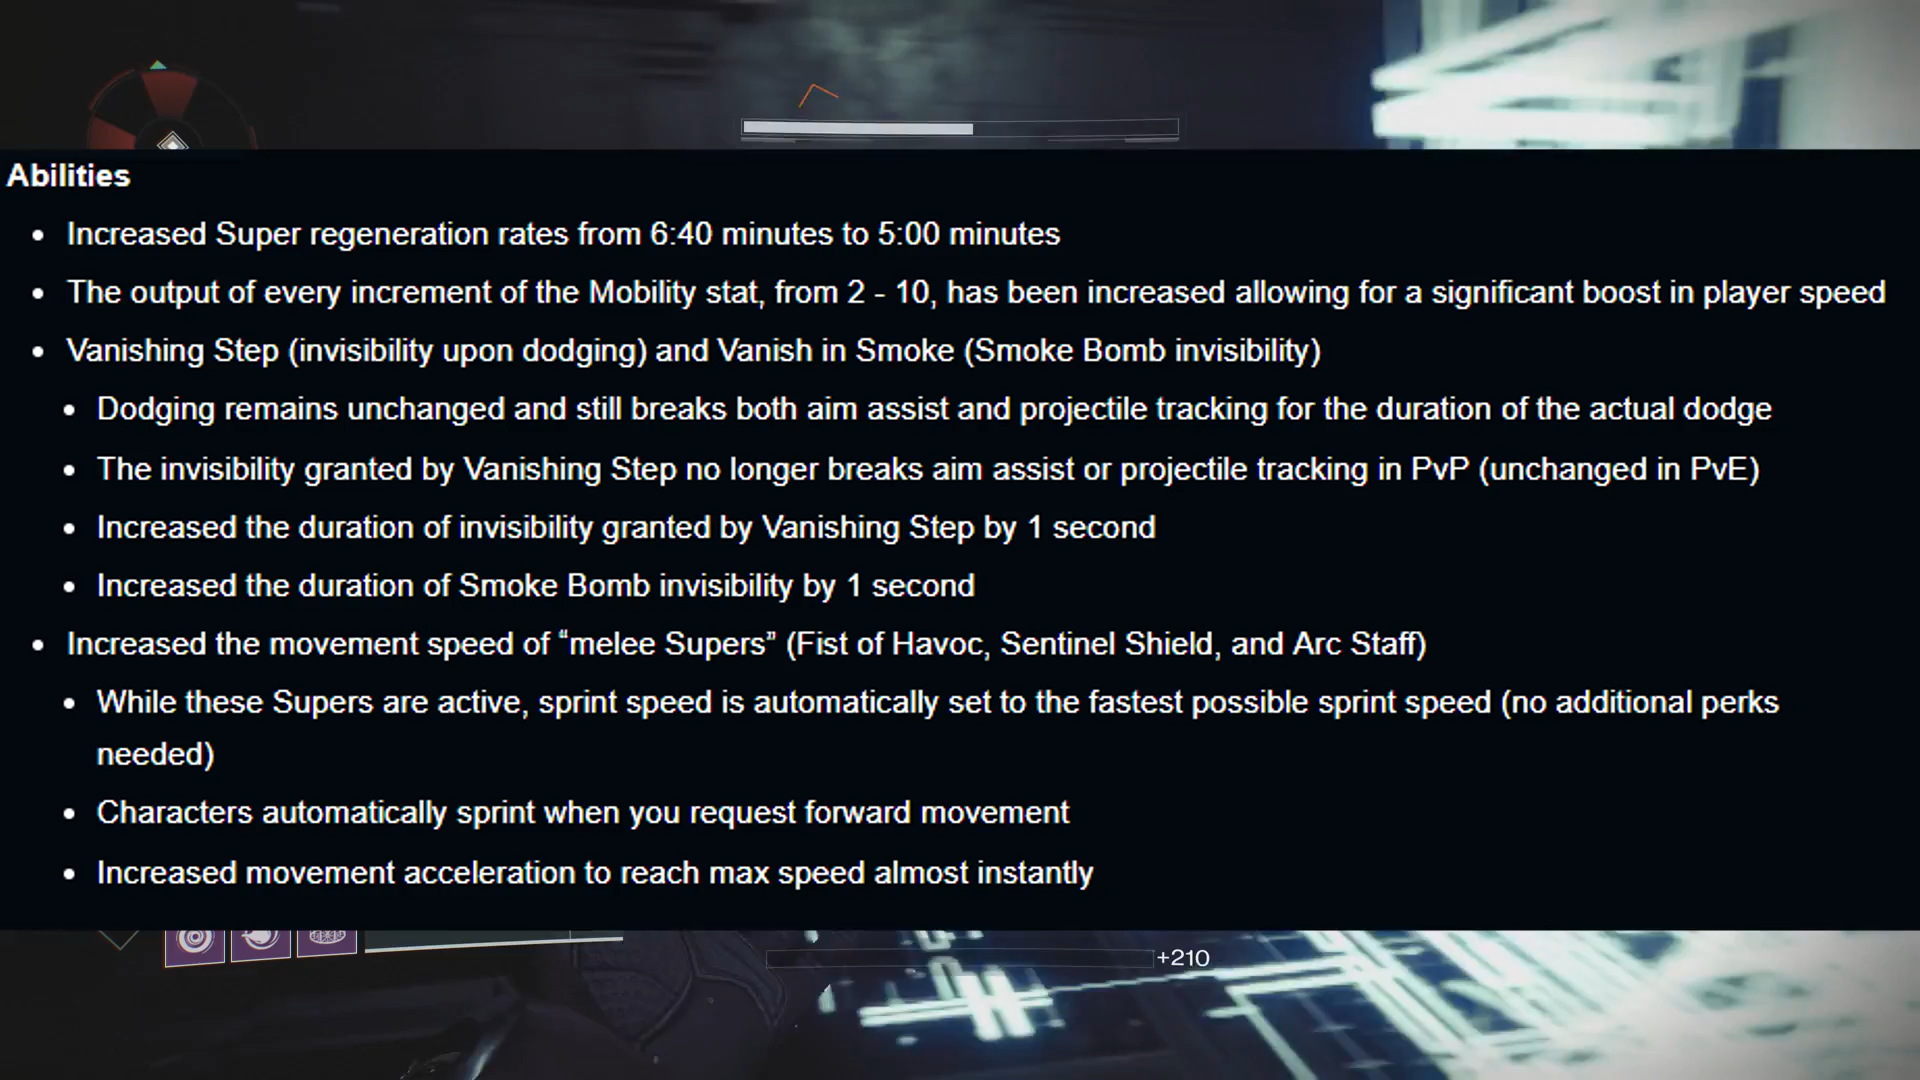 Abilities
• Increased Super regeneration rates from 6:40 minutes to 5:00 minutes
• The output of every increment of the Mobility stat, from 2 - 10, has been increased allowing for a significant boost in player speed
• Vanishing Step (invisibility upon dodging) and Vanish in Smoke (Smoke Bomb invisibility)
• Dodging remains unchanged and still breaks both aim assist and projectile tracking for the duration of the actual dodge
• The invisibility granted by Vanishing Step no longer breaks aim assist or projectile tracking in PvP (unchanged in PvE)
• Increased the duration of invisibility granted by Vanishing Step by 1 second
• Increased the duration of Smoke Bomb invisibility by 1 second
• Increased the movement speed of “melee Supers” (Fist of Havoc, Sentinel Shield, and Arc Staff)
• While these Supers are active, sprint speed is automatically set to the fastest possible sprint speed (no additional perks
needed)
• Characters automatically sprint when you request forward movement
• Increased movement acceleration to reach max speed almost instantly
+210